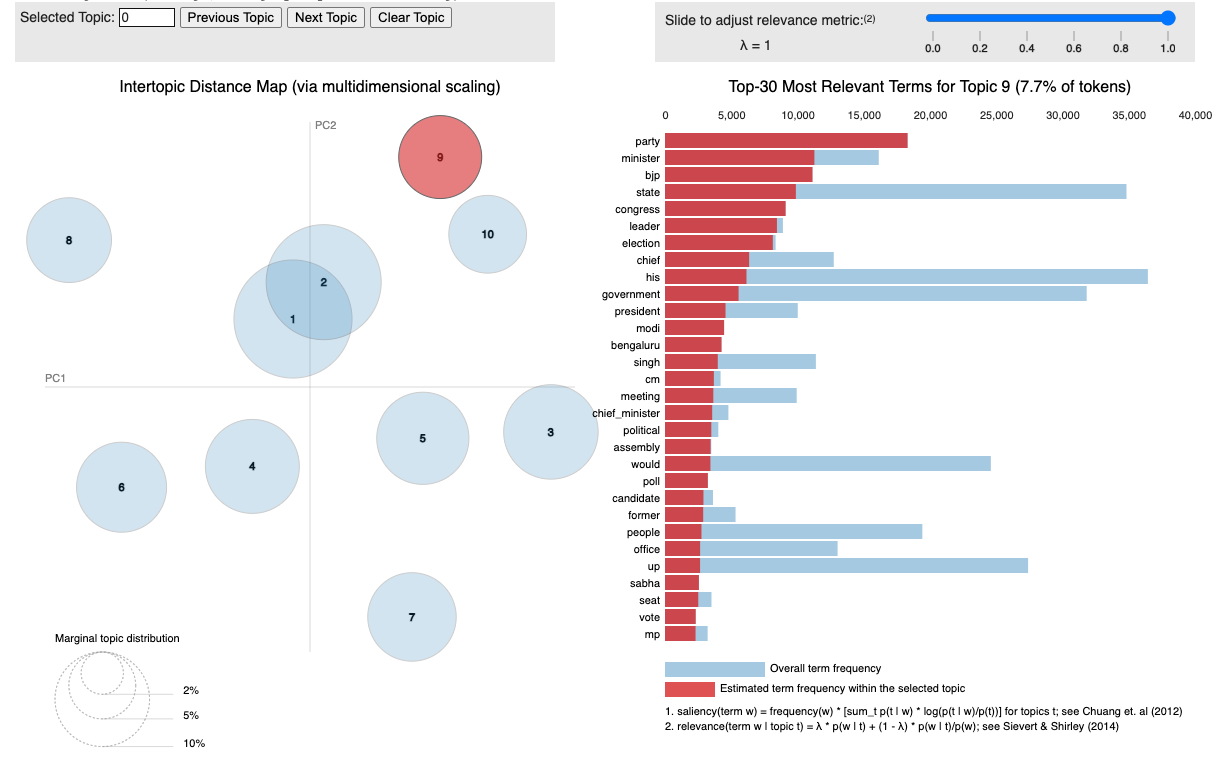 Selected Topic: 0 Previous Topic Next Topic Clear Topic
Slide to adjust relevance metric:(2)
λ = 1
0.0 0.2 0.4 0.6 0.8 1.0
Intertopic Distance Map (via multidimensional scaling)
PC2
PC1
9
8
10
2
1
5
3
4
6
7
Marginal topic distribution
2%
5%
10%
Top-30 Most Relevant Terms for Topic 9 (7.7% of tokens)
0 5,000 10,000 15,000 20,000 25,000 30,000 35,000 40,000
party
minister
bjp
state
congress
leader
election
chief
his
government
president
modi
bengaluru
singh
cm
meeting
chief_minister
political
assembly
would
poll
candidate
former
people
office
up
sabha
seat
vote
mp
Overall term frequency
Estimated term frequency within the selected topic
1. saliency(term w) = frequency(w) * [sum_t p(t | w) * log(p(t | w)/p(t))] for topics t; see Chuang et. al (2012)
2. relevance(term w | topic t) = λ * p(w | t) + (1 - λ) * p(w | t)/p(w); see Sievert & Shirley (2014)